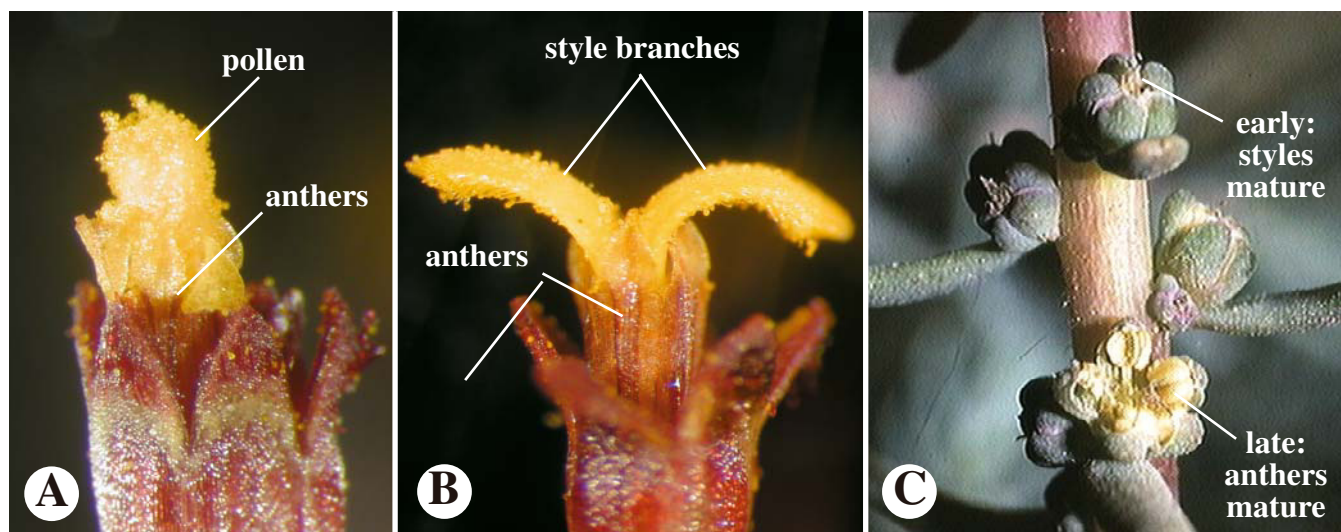 pollen
anthers
A
style branches
anthers
B
early:
styles
mature
late:
anthers
mature
C